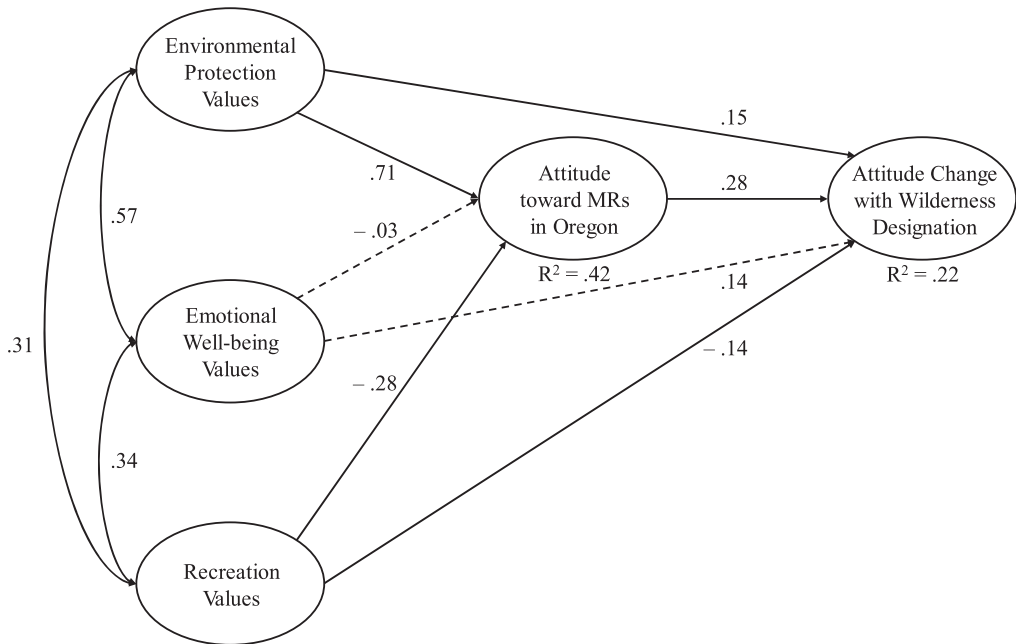 Environmental
Protection
Values
.15
.71
Attitude
toward MRs
in Oregon
R² = .42
.28
Attitude Change
with Wilderness
Designation
R² = .22
.57
– .03
Emotional
Well-being
Values
.14
.31
– .28
– .14
.34
Recreation
Values